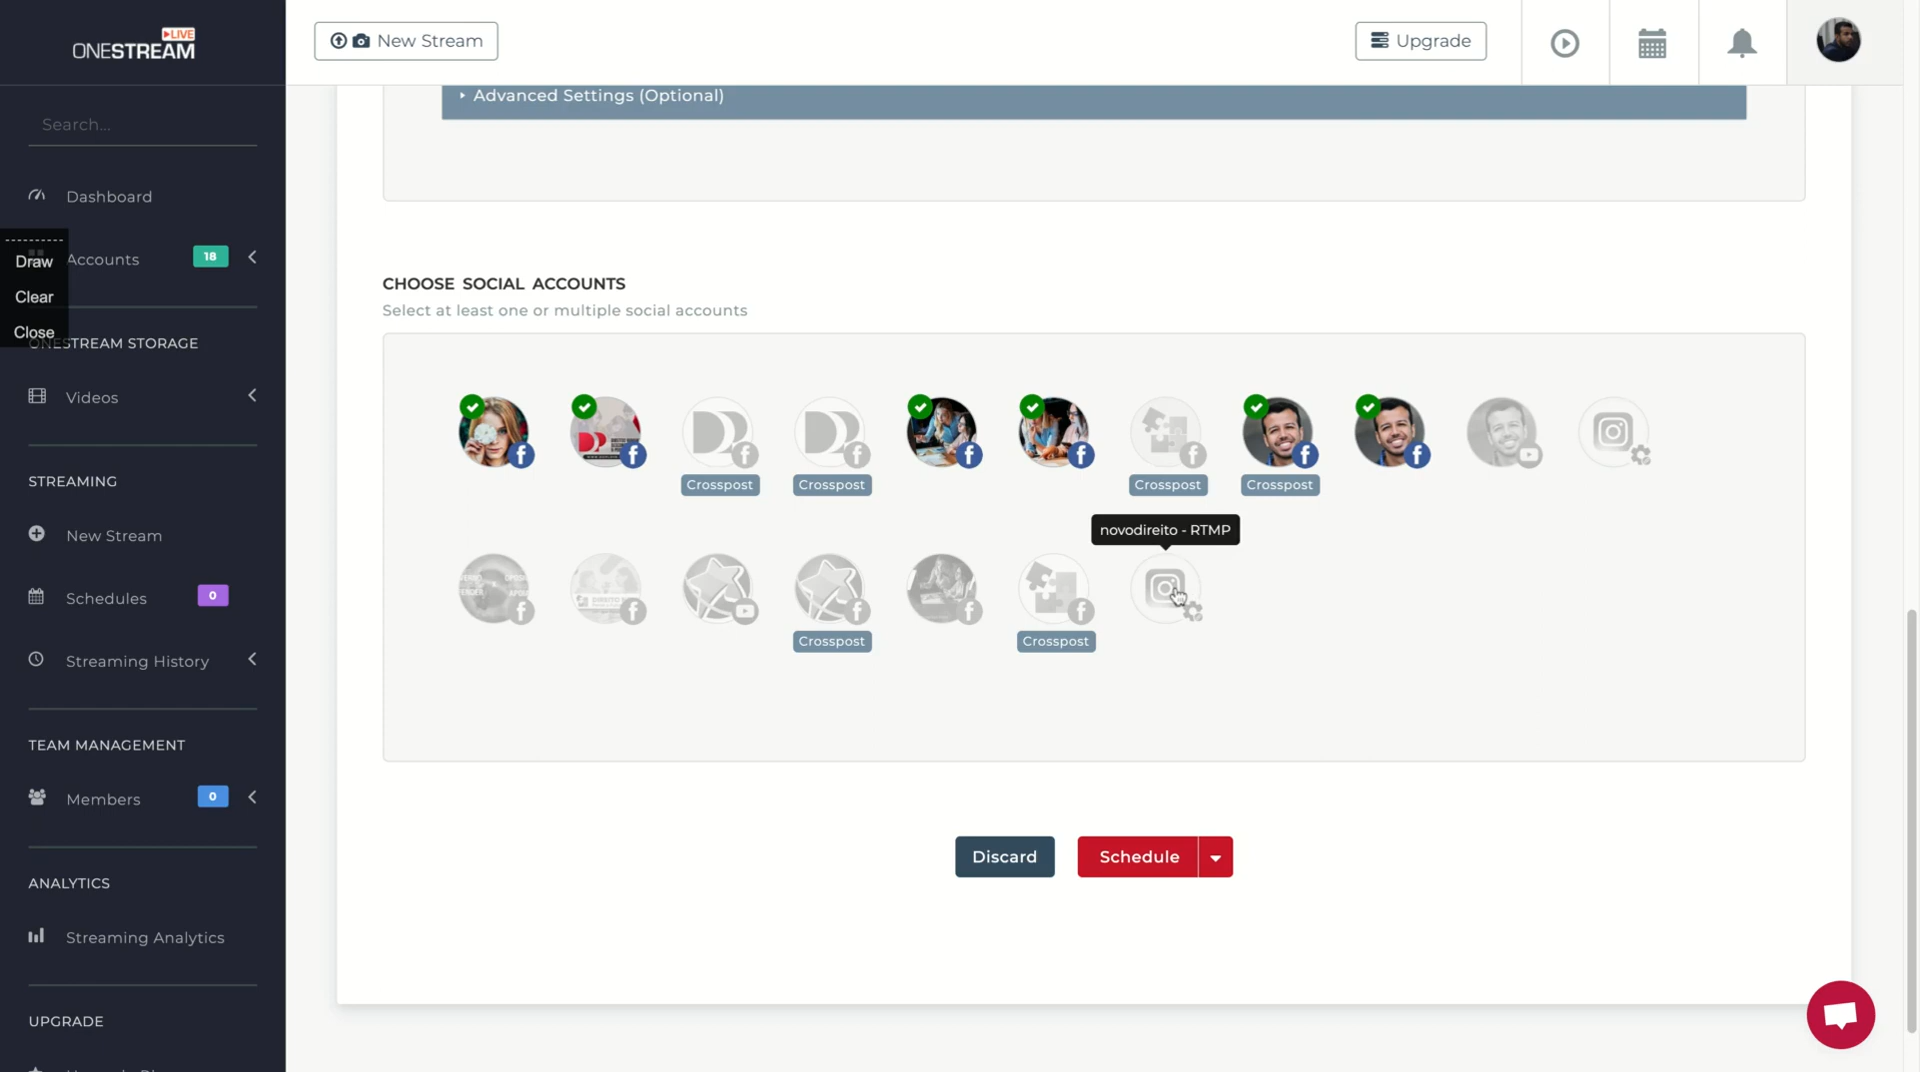 LIVE
ONESTREAM
New Stream
Upgrade
Search...
Dashboard
Accounts
18
Draw
Clear
Close
ONESTREAM STORAGE
Videos
STREAMING
New Stream
Schedules
0
Streaming History
TEAM MANAGEMENT
Members
0
ANALYTICS
Streaming Analytics
UPGRADE
Advanced Settings (Optional)
CHOOSE SOCIAL ACCOUNTS
Select at least one or multiple social accounts
Crosspost
Crosspost
Crosspost
Crosspost
novodireito - RTMP
Crosspost
Crosspost
Discard
Schedule